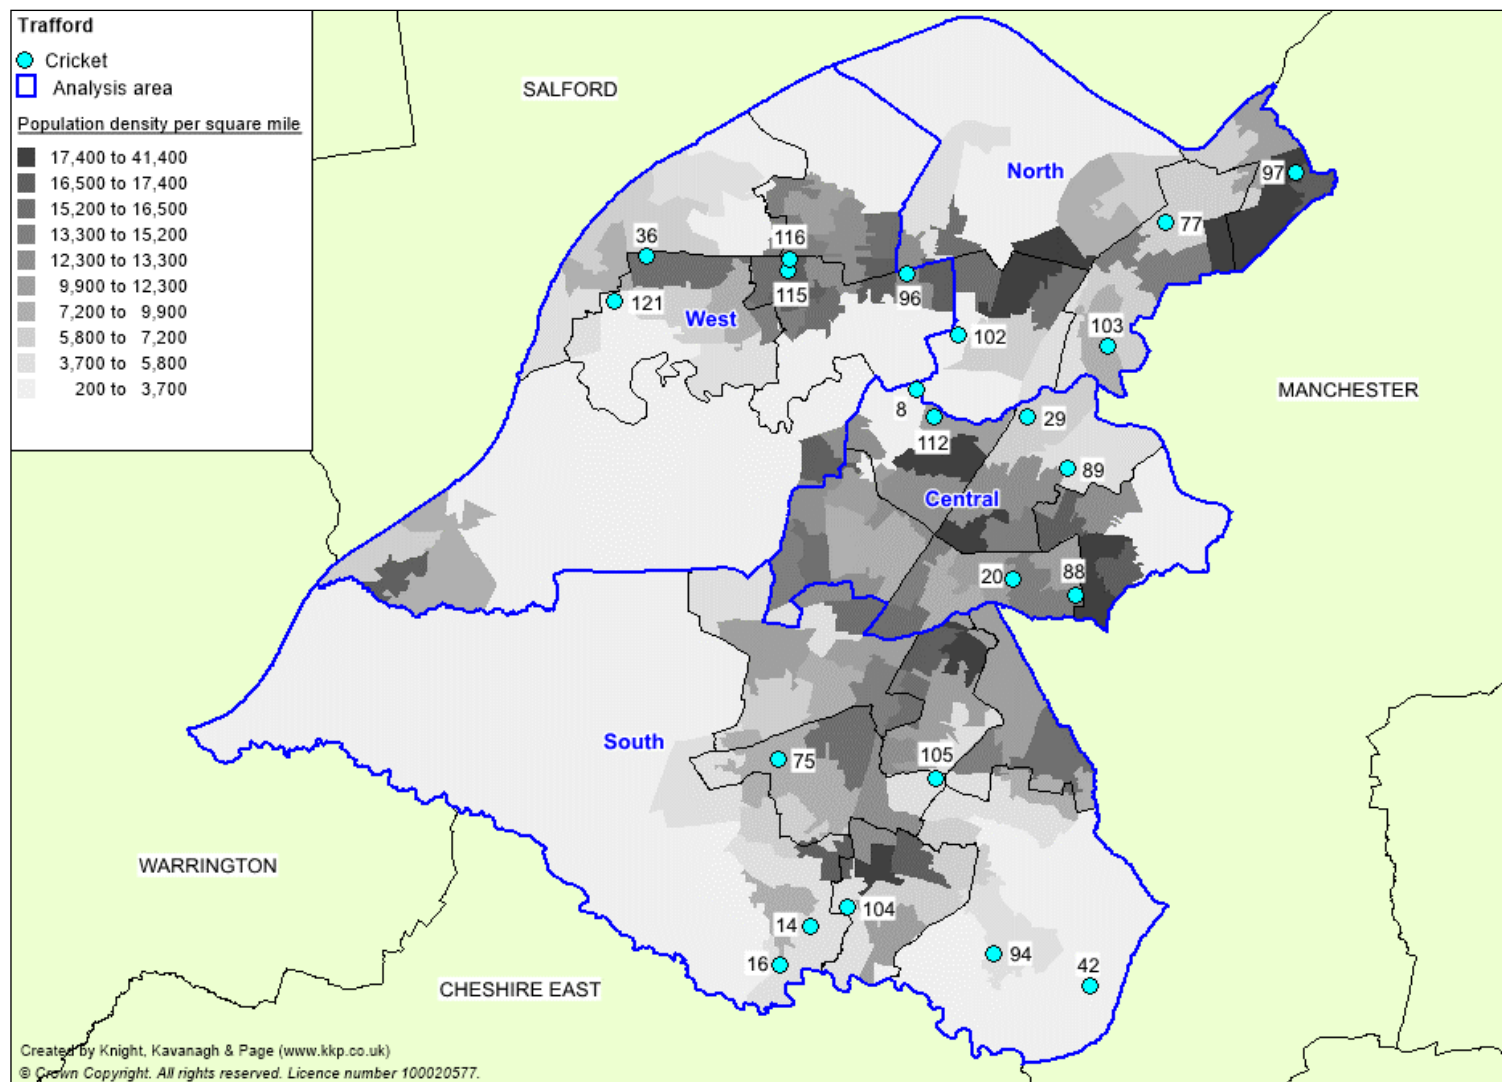 Trafford
Cricket
Analysis area
Population density per square mile
17,400 to 41,400
16,500 to 17,400
15,200 to 16,500
13,300 to 15,200
12,300 to 13,300
9,900 to 12,300
7,200 to 9,900
5,800 to 7,200
3,700 to 5,800
200 to 3,700
SALFORD
North
97
77
36
116
115
96
121
West
102
103
MANCHESTER
8
112
29
89
Central
20
88
South
75
105
WARRINGTON
104
14
16
94
42
CHESHIRE EAST
Created by Knight, Kavanagh & Page (www.kkp.co.uk)
© Crown Copyright. All rights reserved. Licence number 100020577.